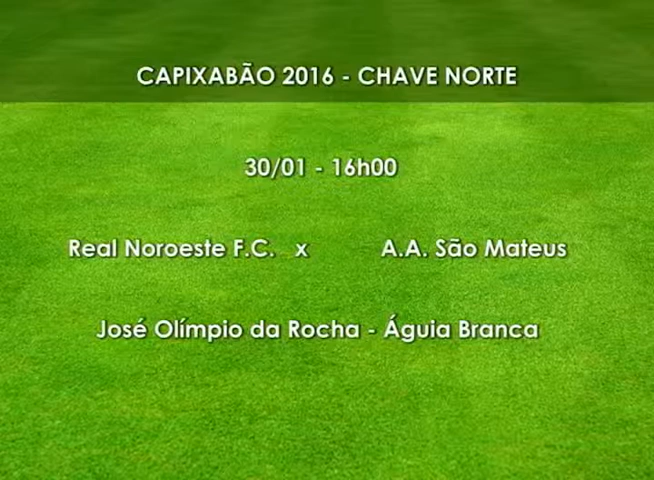 CAPIXABÃO 2016 - CHAVE NORTE
30/01 - 16h00
Real Noroeste F.C. x A.A. São Mateus
José Olímpio da Rocha - Águia Branca